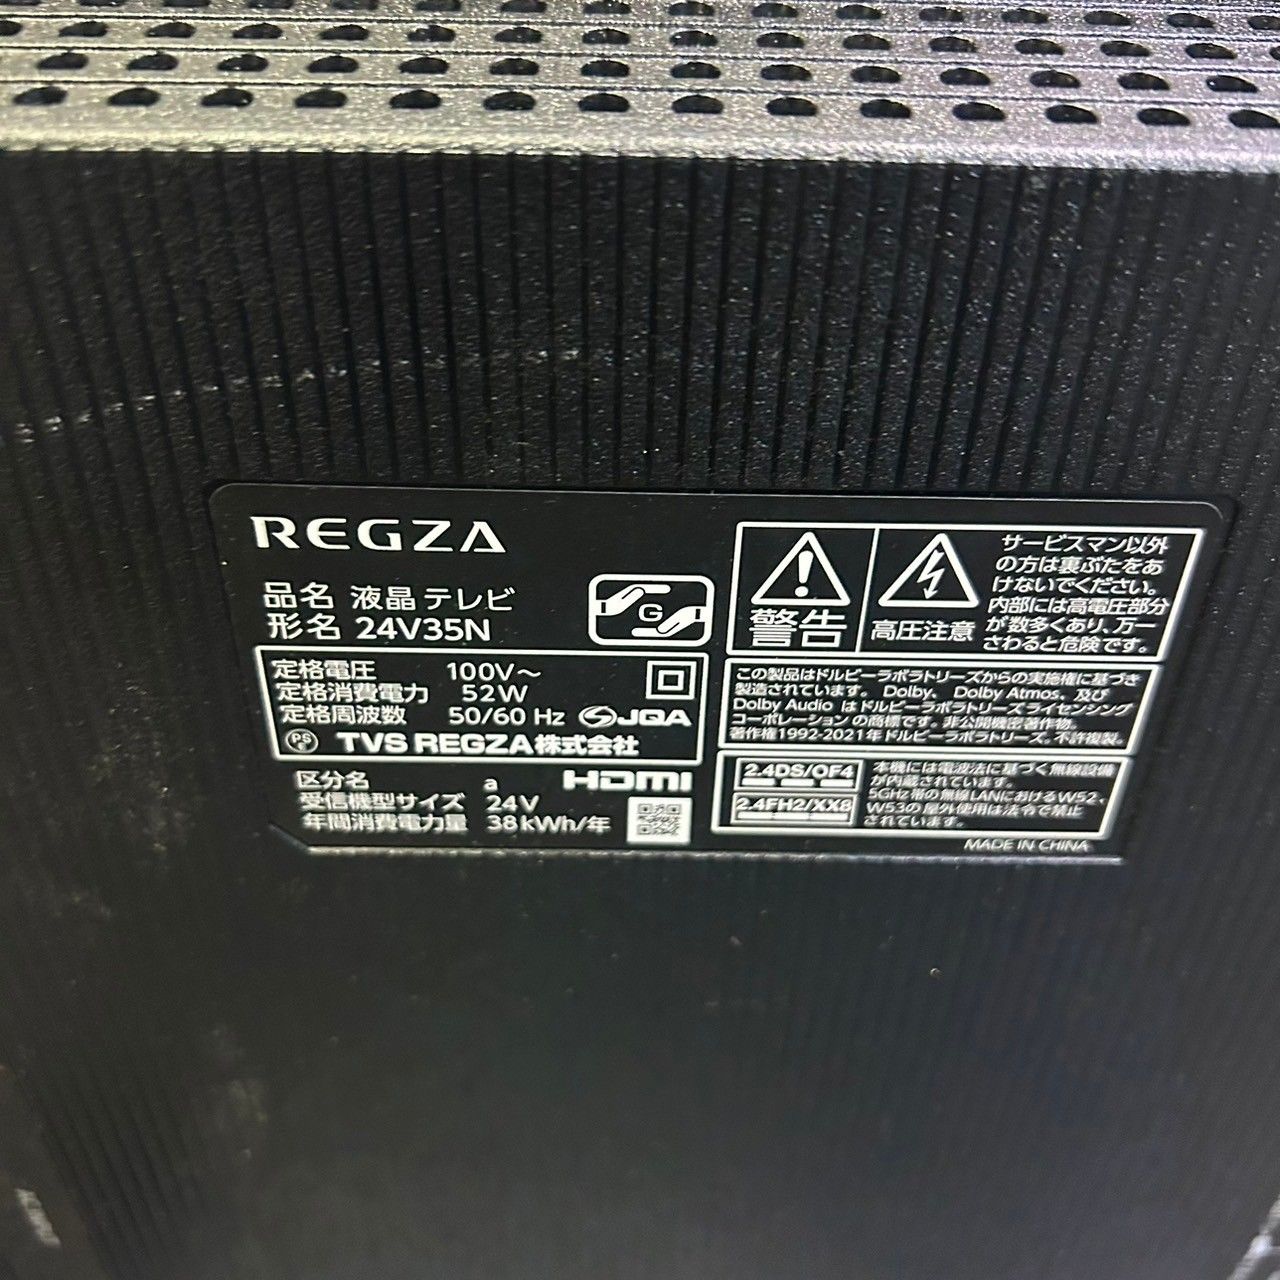 REGZA
品名 液晶テレビ
形名 24V35N
G
定格電圧 100V～
定格消費電力 52W
定格周波数 50/60 Hz JQA
PS E TVS REGZA株式会社
区分名 a HDMI
受信機型サイズ 24V
年間消費電力量 38kWh/年
警告
高圧注意
サービスマン以外
の方は裏ぶたをあ
けないでください。
内部には高電圧部分
が数多くあり、万一
さわると危険です。
この製品はドルビーラボラトリーズからの実施権に基づき
製造されています。 Dolby、 Dolby Atmos、及び
Dolby Audio はドルビーラボラトリーズライセンシング
コーポレーションの商標です。非公開機密著作物。
著作権1992-2021年ドルビーラボラトリーズ。不許複製。
2.4DS/OF4
2.4FH2/XX8
本機には電波法に基づく無線設備
が内蔵されています。
5GHz帯の無線LANにおけるW52、
W53の屋外使用は法令で禁止
されています。
MADE IN CHINA